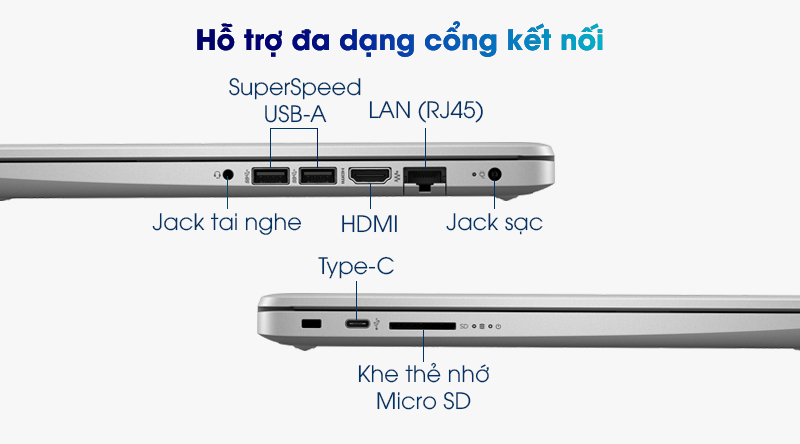 Hỗ trợ đa dạng cổng kết nối
SuperSpeed
USB-A
LAN (RJ45)
HDMI
Jack tai nghe
HDMI
Jack sạc
Type-C
SD
Khe thẻ nhớ
Micro SD